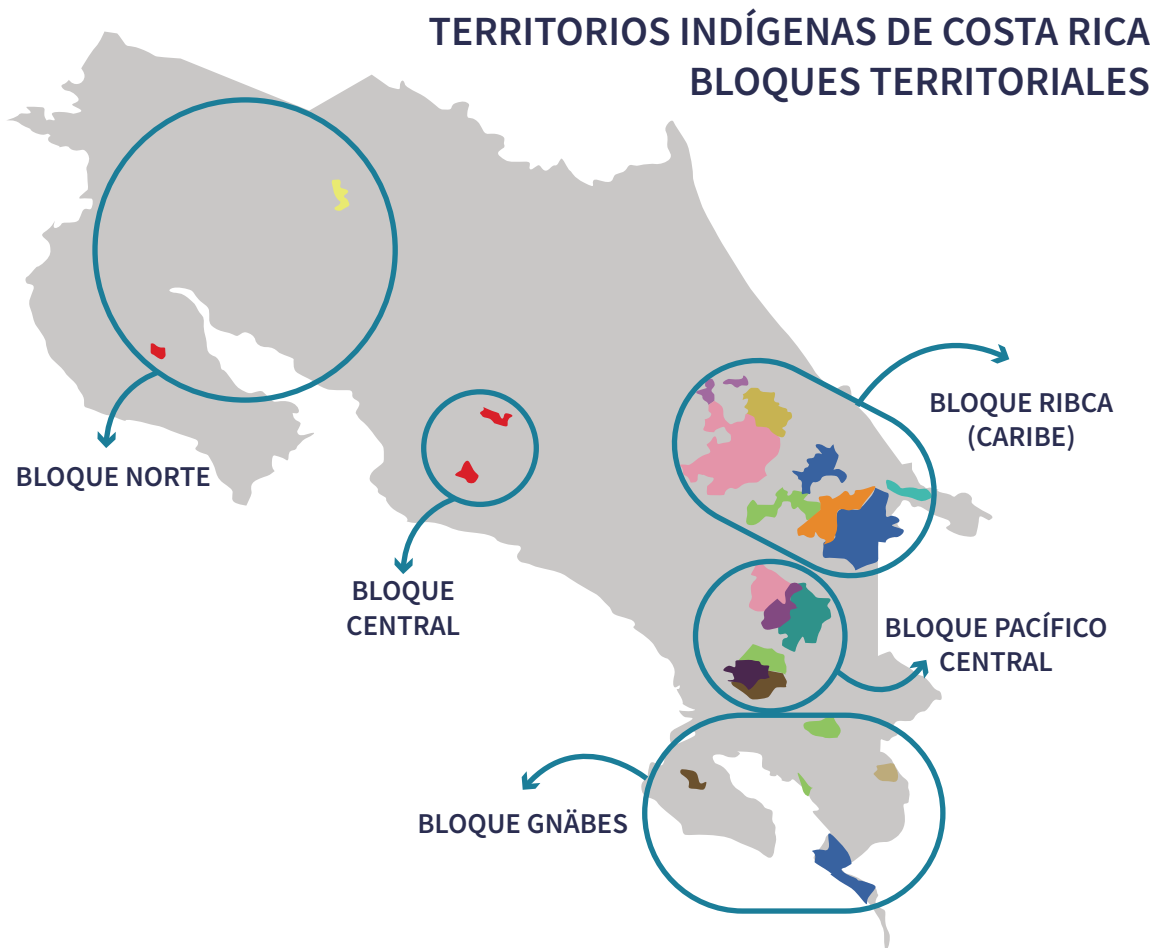 TERRITORIOS INDÍGENAS DE COSTA RICA
BLOQUES TERRITORIALES
BLOQUE RIBCA
(CARIBE)
BLOQUE NORTE
BLOQUE
CENTRAL
BLOQUE PACÍFICO
CENTRAL
BLOQUE GNÄBES